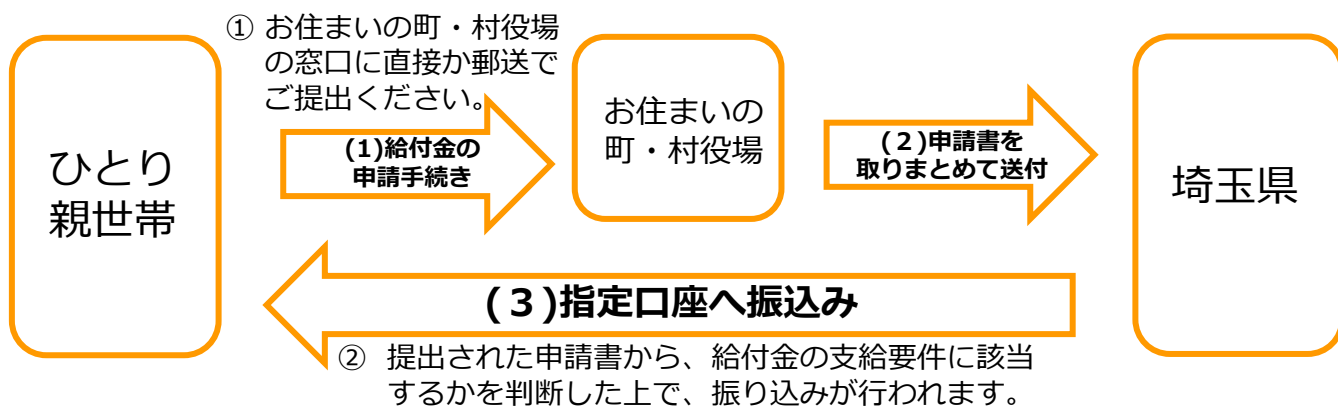 ① お住まいの町・村役場
の窓口に直接か郵送で
ご提出ください。
ひとり
親世帯
(1)給付金の
申請手続き
お住まいの
町・村役場
(２)申請書を
取りまとめて送付
埼玉県
(３)指定口座へ振込み
② 提出された申請書から、給付金の支給要件に該当
するかを判断した上で、振り込みが行われます。